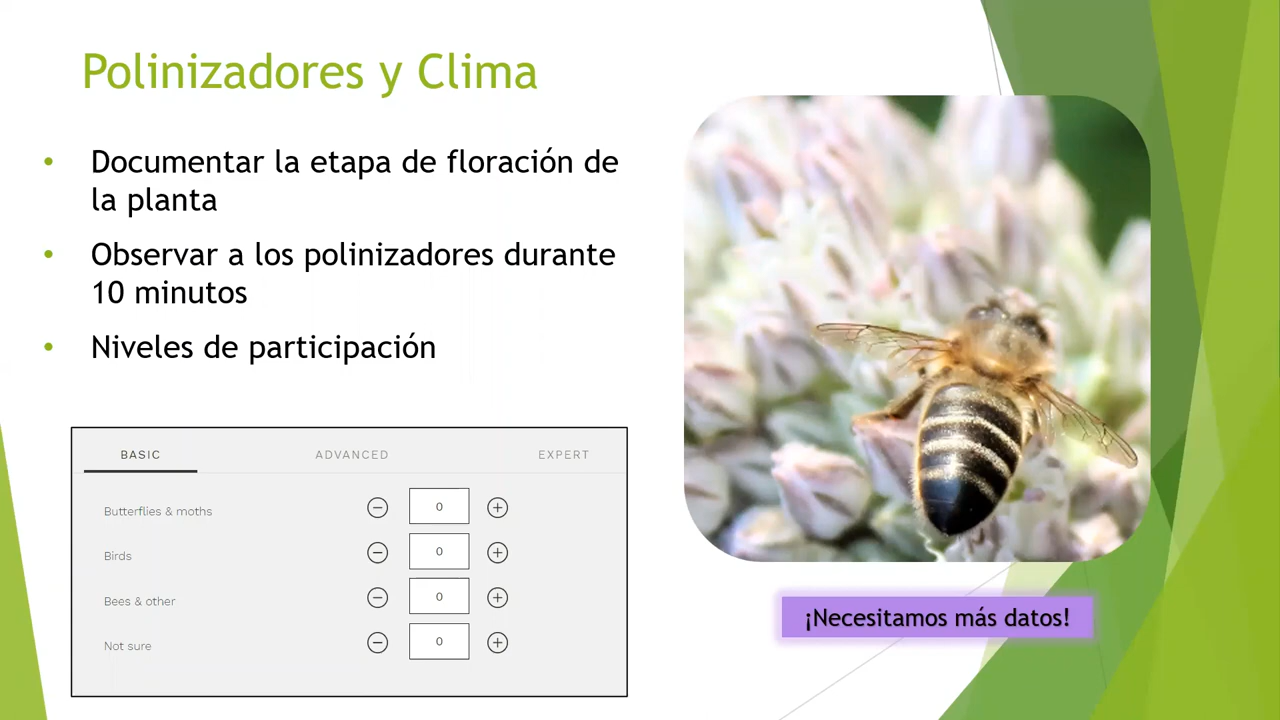 Polinizadores y Clima
• Documentar la etapa de floración de
la planta
• Observar a los polinizadores durante
10 minutos
• Niveles de participación
BASIC ADVANCED EXPERT
Butterflies & moths 0
Birds 0
Bees & other 0
Not sure 0
¡Necesitamos más datos!